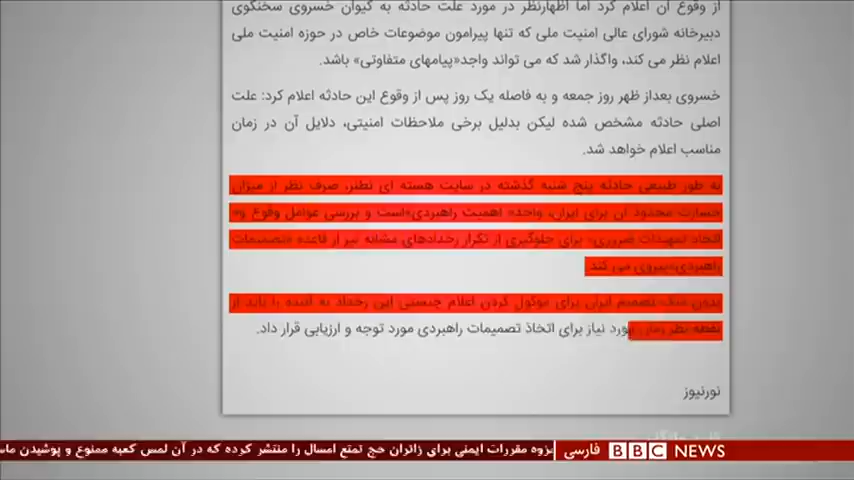 از وقوع آن اعلام کرد اما اظهارنظر در مورد علت حادثه به کیوان خسروی سخنگوی
دبیرخانه شورای عالی امنیت ملی که تنها پیرامون موضوعات خاص در حوزه امنیت ملی
اعلام نظر می کند، واگذار شد که می تواند واجد«پیامهای متفاوتی» باشد.
خسروی بعداز ظهر روز جمعه و به فاصله یک روز پس از وقوع این حادثه اعلام کرد: علت
اصلی حادثه مشخص شده لیکن بدلیل برخی ملاحظات امنیتی، دلایل آن در زمان
مناسب اعلام خواهد شد.
به طور طبیعی حادثه پنج شنبه گذشته در سایت هسته ای نطنز، صرف نظر از میزان
خسارت محدود آن برای ایران، واجد« اهمیت راهبردی»است و بررسی عوامل وقوع و«
اتخاذ تمهیدات ضروری» برای جلوگیری از تکرار رخدادهای مشابه نیز از قاعده «تصمیمات
راهبردی»پیروی می کند.
بدون شک تصمیم ایران برای موکول کردن اعلام چیستی این رخداد به آینده را باید از
نقطه نظر زمان مورد نیاز برای اتخاذ تصمیمات راهبردی مورد توجه و ارزیابی قرار داد.
نورنیوز
BBC NEWS فارسی
مقررات ایمنی برای زائران حج تمتع امسال را منتشر کرده که در آن لمس کعبه ممنوع و پوشیدن